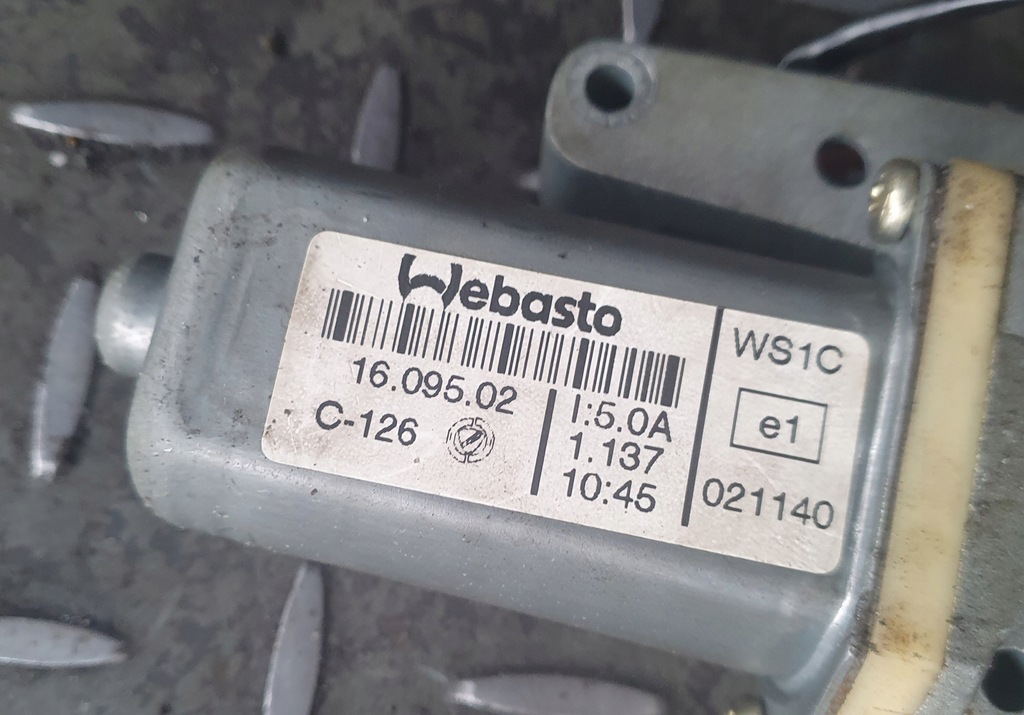 Webasto
16.095.02
C-126
I:5.0A
1.137
10:45
WS1C
e1
021140